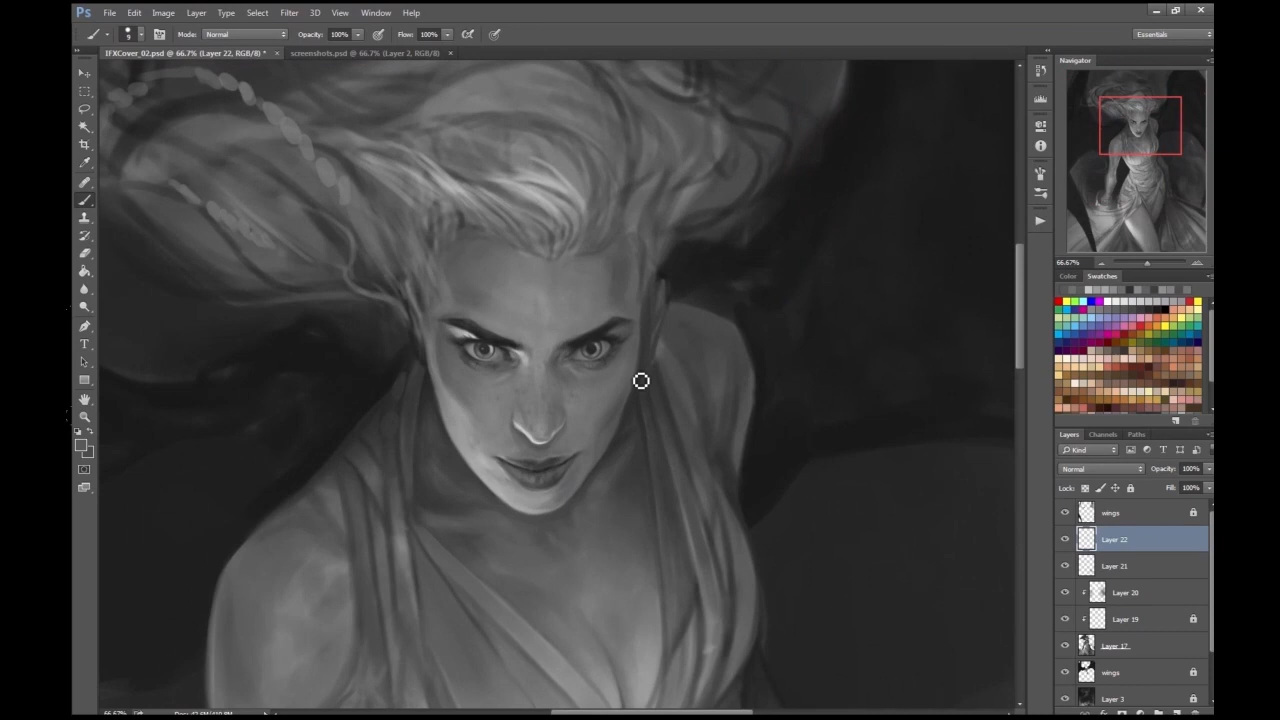 Ps File Edit Image Layer Type Select Filter 3D View Window Help
9 Mode: Normal Opacity: 100% Flow: 100% Essentials
IFXCover_02.psd @ 66.7% (Layer 22, RGB/8) * × screenshots.psd @ 66.7% (Layer 2, RGB/8) ×
Navigator
66.67%
Color Swatches
Layers Channels Paths
Kind
Normal Opacity: 100%
Lock: Fill: 100%
wings
Layer 22
Layer 21
Layer 20
Layer 19
Layer 17
wings
Layer 3
66.67%